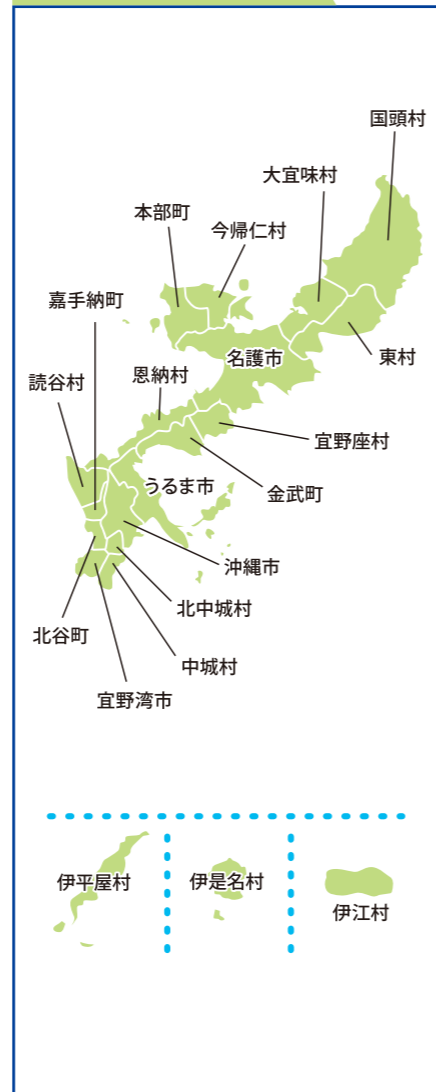 国頭村
大宜味村
本部町
今帰仁村
嘉手納町
名護市
東村
恩納村
読谷村
宜野座村
うるま市
金武町
沖縄市
北中城村
北谷町
中城村
宜野湾市
伊平屋村
伊是名村
伊江村